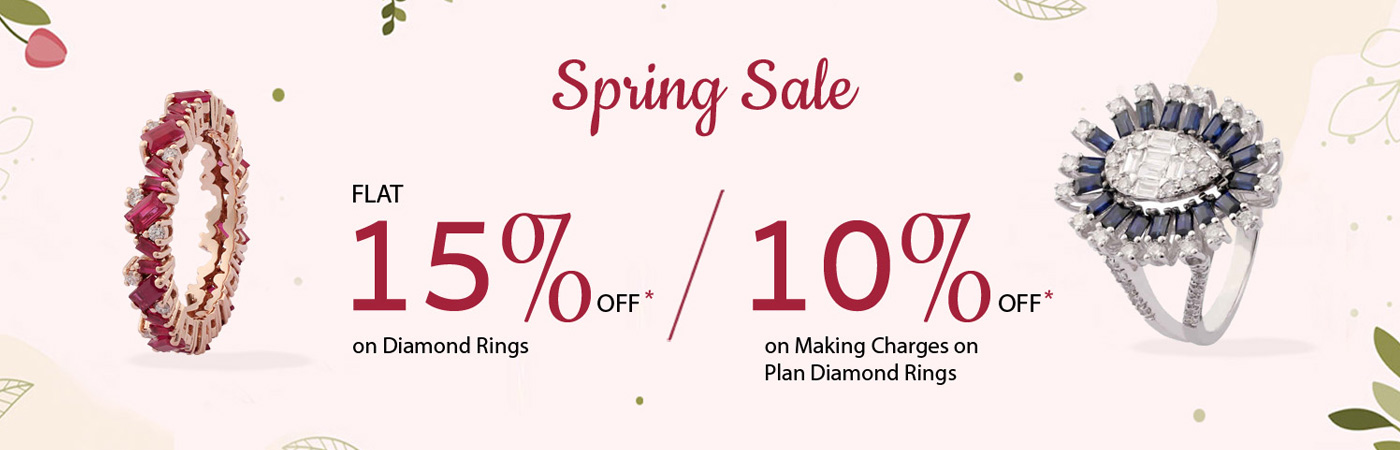 Spring Sale
FLAT
15% OFF*
on Diamond Rings
/
10% OFF*
on Making Charges on
Plan Diamond Rings